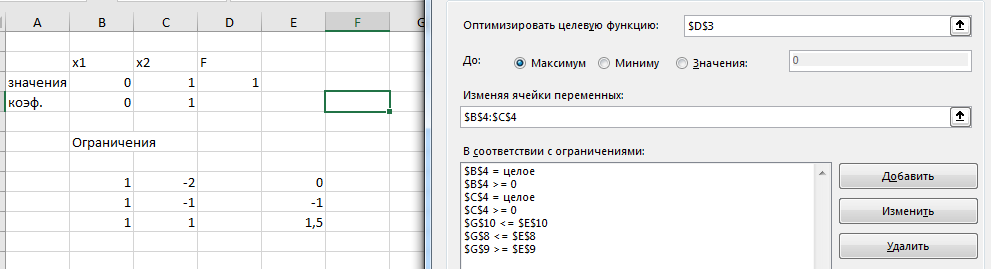 A B C D E F G
x1 x2 F
значения 0 1 1
коэф. 0 1
Ограничения
1 -2 0
1 -1 -1
1 1 1,5
Оптимизировать целевую функцию: $D$3
До: Максимум Миниму Значения: 0
Изменяя ячейки переменных:
$B$4:$C$4
В соответствии с ограничениями:
$B$4 = целое
$B$4 >= 0
$C$4 = целое
$C$4 >= 0
$G$10 <= $E$10
$G$8 <= $E$8
$G$9 >= $E$9
Добавить
Изменить
Удалить